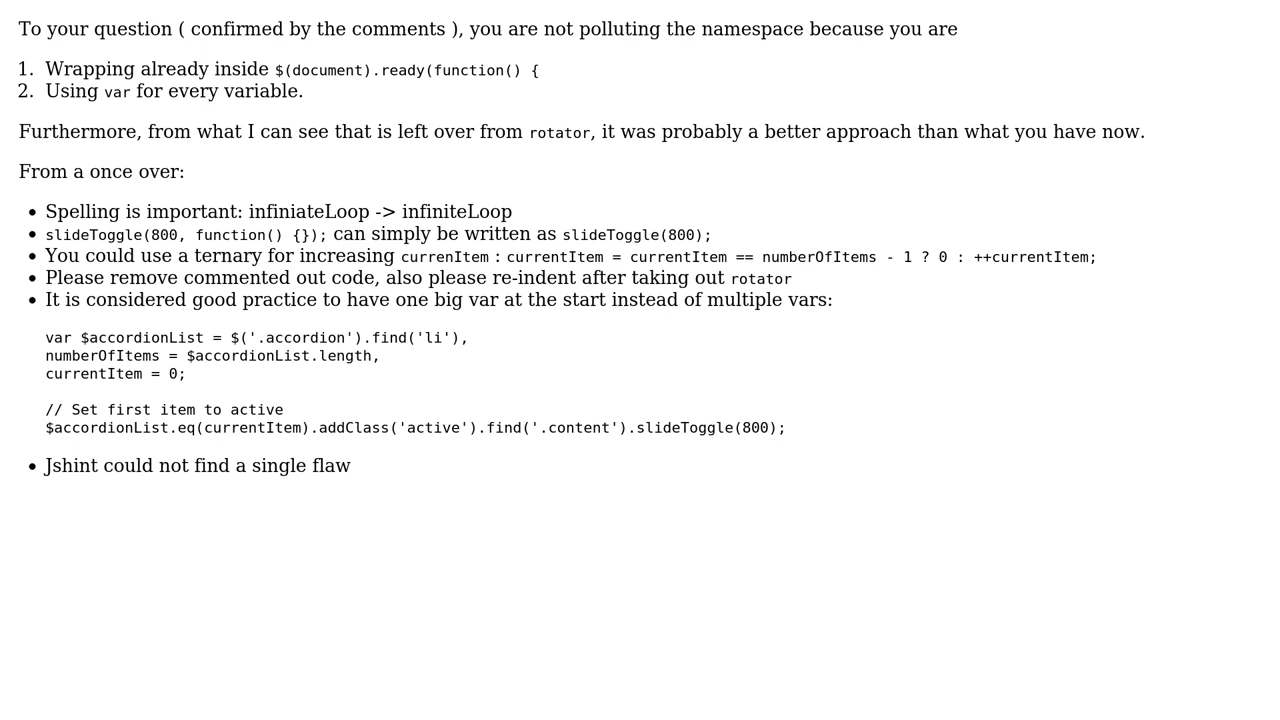 To your question ( confirmed by the comments ), you are not polluting the namespace because you are
1. Wrapping already inside $(document).ready(function() {
2. Using var for every variable.
Furthermore, from what I can see that is left over from rotator, it was probably a better approach than what you have now.
From a once over:
• Spelling is important: infiniateLoop -> infiniteLoop
• slideToggle(800, function() {}); can simply be written as slideToggle(800);
• You could use a ternary for increasing currenItem : currentItem = currentItem == numberOfItems - 1 ? 0 : ++currentItem;
• Please remove commented out code, also please re-indent after taking out rotator
• It is considered good practice to have one big var at the start instead of multiple vars:
var $accordionList = $('.accordion').find('li'),
numberOfItems = $accordionList.length,
currentItem = 0;
// Set first item to active
$accordionList.eq(currentItem).addClass('active').find('.content').slideToggle(800);
• Jshint could not find a single flaw